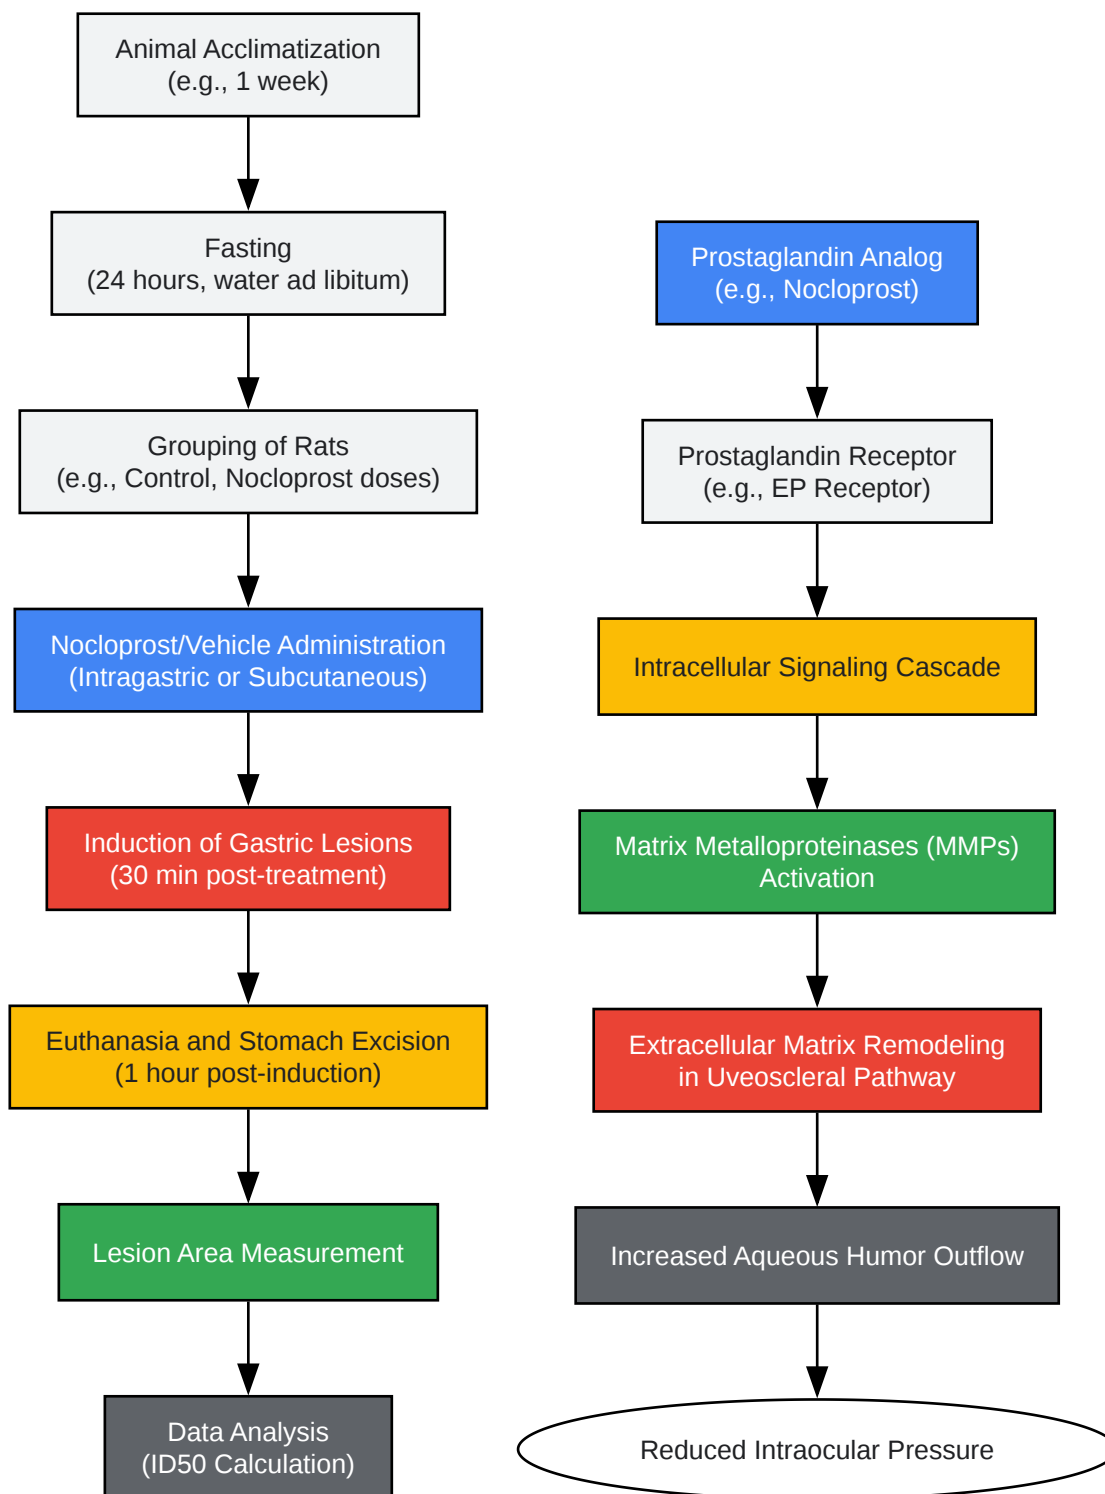 Animal Acclimatization
(e.g., 1 week)
Fasting
(24 hours, water ad libitum)
Grouping of Rats
(e.g., Control, Nocloprost doses)
Nocloprost/Vehicle Administration
(Intragastric or Subcutaneous)
Induction of Gastric Lesions
(30 min post-treatment)
Euthanasia and Stomach Excision
(1 hour post-induction)
Lesion Area Measurement
Data Analysis
(ID50 Calculation)
Prostaglandin Analog
(e.g., Nocloprost)
Prostaglandin Receptor
(e.g., EP Receptor)
Intracellular Signaling Cascade
Matrix Metalloproteinases (MMPs)
Activation
Extracellular Matrix Remodeling
in Uveoscleral Pathway
Increased Aqueous Humor Outflow
Reduced Intraocular Pressure